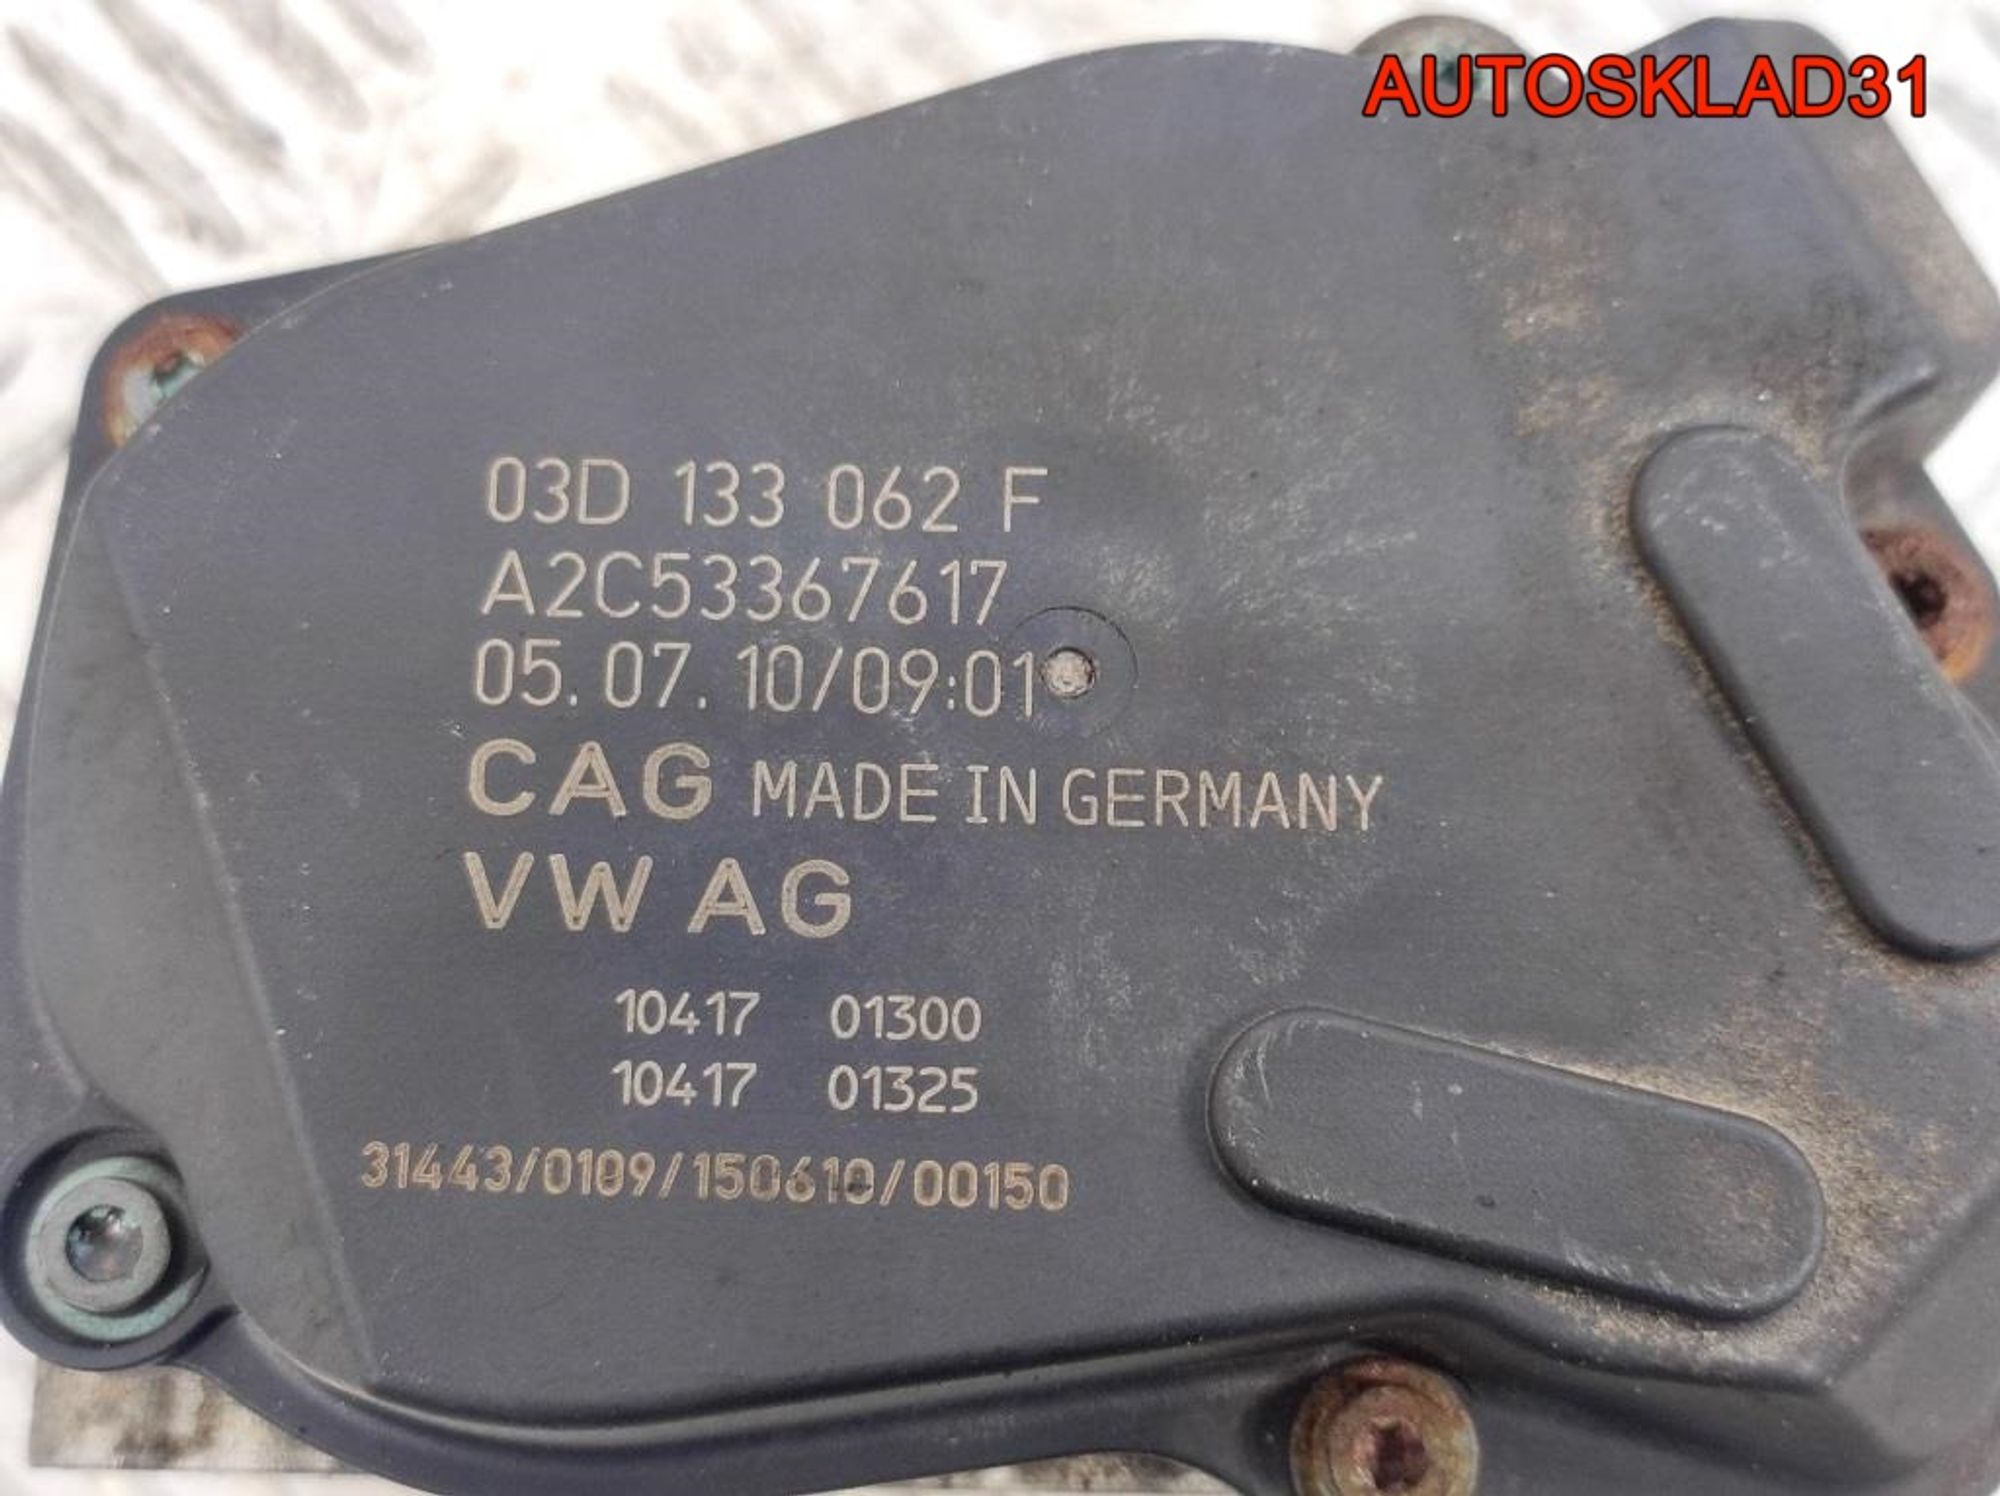 AUTOSKLAD31
03D 133 062 F
A2C53367617
05.07.10/09:01
CAG MADE IN GERMANY
VW AG
10417 01300
10417 01325
31443/0109/150610/00150